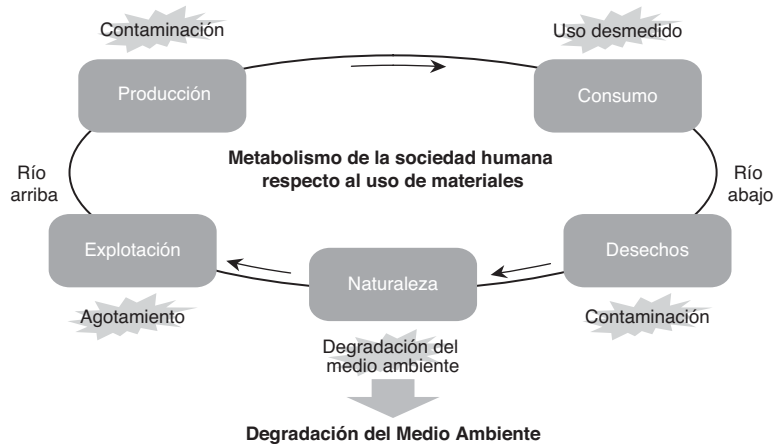 Contaminación
Uso desmedido
Producción
Consumo
Metabolismo de la sociedad humana
respecto al uso de materiales
Río
arriba
Río
abajo
Explotación
Desechos
Naturaleza
Agotamiento
Contaminación
Degradación del
medio ambiente
Degradación del Medio Ambiente